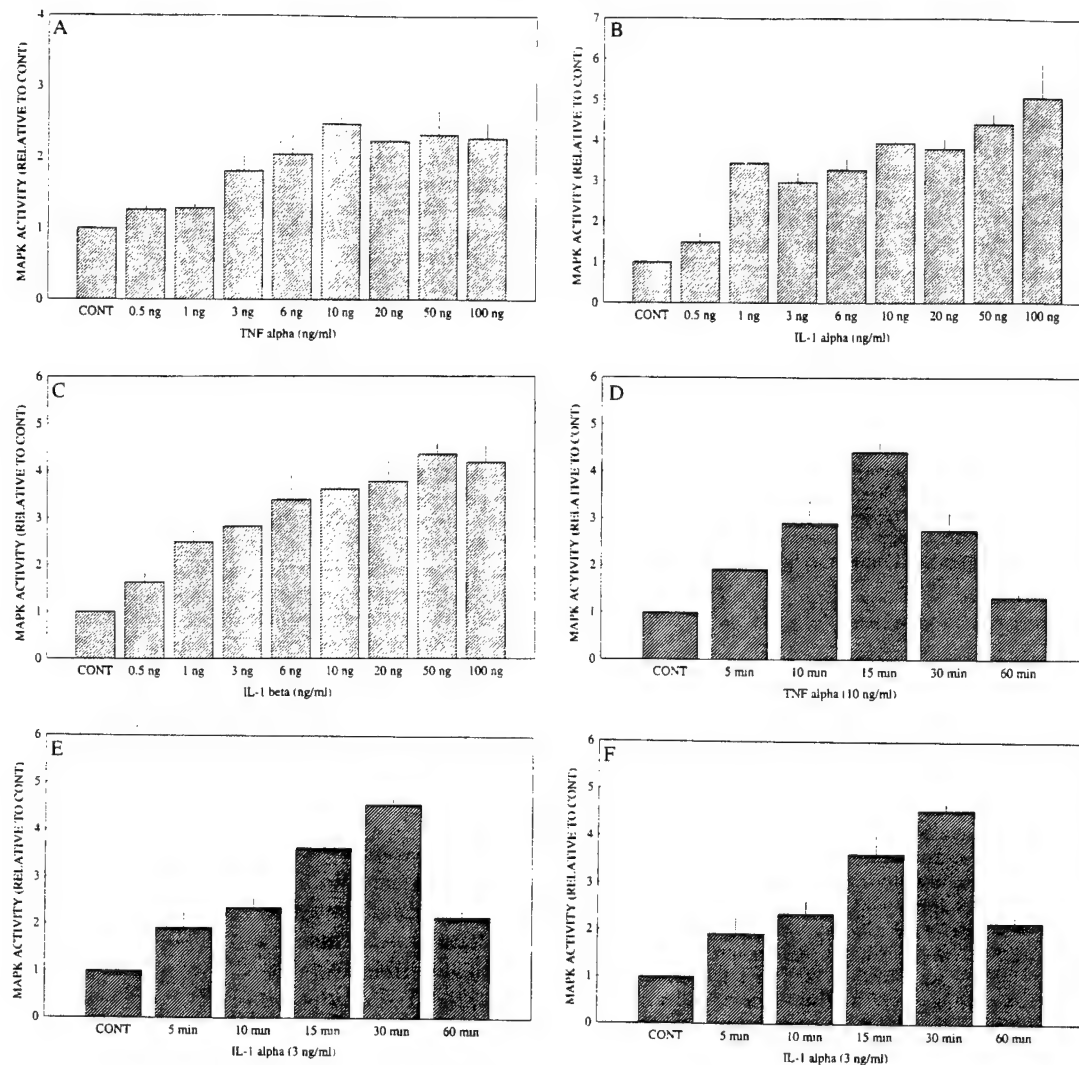 A
MAPK ACTIVITY (RELATIVE TO CONT)
4
3
2
1
0
CONT 0.5 ng 1 ng 3 ng 6 ng 10 ng 20 ng 50 ng 100 ng
TNF alpha (ng/ml)
B
MAPK ACTIVITY (RELATIVE TO CONT)
7
6
5
4
3
2
1
0
CONT 0.5 ng 1 ng 3 ng 6 ng 10 ng 20 ng 50 ng 100 ng
IL-1 alpha (ng/ml)
C
MAPK ACTIVITY (RELATIVE TO CONT)
6
5
4
3
2
1
0
CONT 0.5 ng 1 ng 3 ng 6 ng 10 ng 20 ng 50 ng 100 ng
IL-1 beta (ng/ml)
D
MAPK ACYIVITY (RELATIVE TO CONT)
6
5
4
3
2
1
0
CONT 5 min 10 min 15 min 30 min 60 min
TNF alpha (10 ng/ml)
E
MAPK ACTIVITY (RELATIVE TO CONT)
6
5
4
3
2
1
0
CONT 5 min 10 min 15 min 30 min 60 min
IL-1 alpha (3 ng/ml)
F
MAPK ACTIVITY (RELATIVE TO CONT)
6
5
4
3
2
1
0
CONT 5 min 10 min 15 min 30 min 60 min
IL-1 alpha (3 ng/ml)